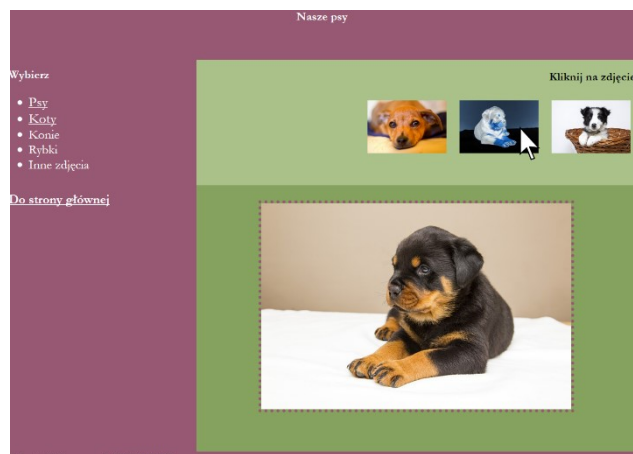 Nasze psy
Wybierz
Psy
Koty
Konie
Rybki
Inne zdjęcia
Do strony głównej
Kliknij na zdjęcie